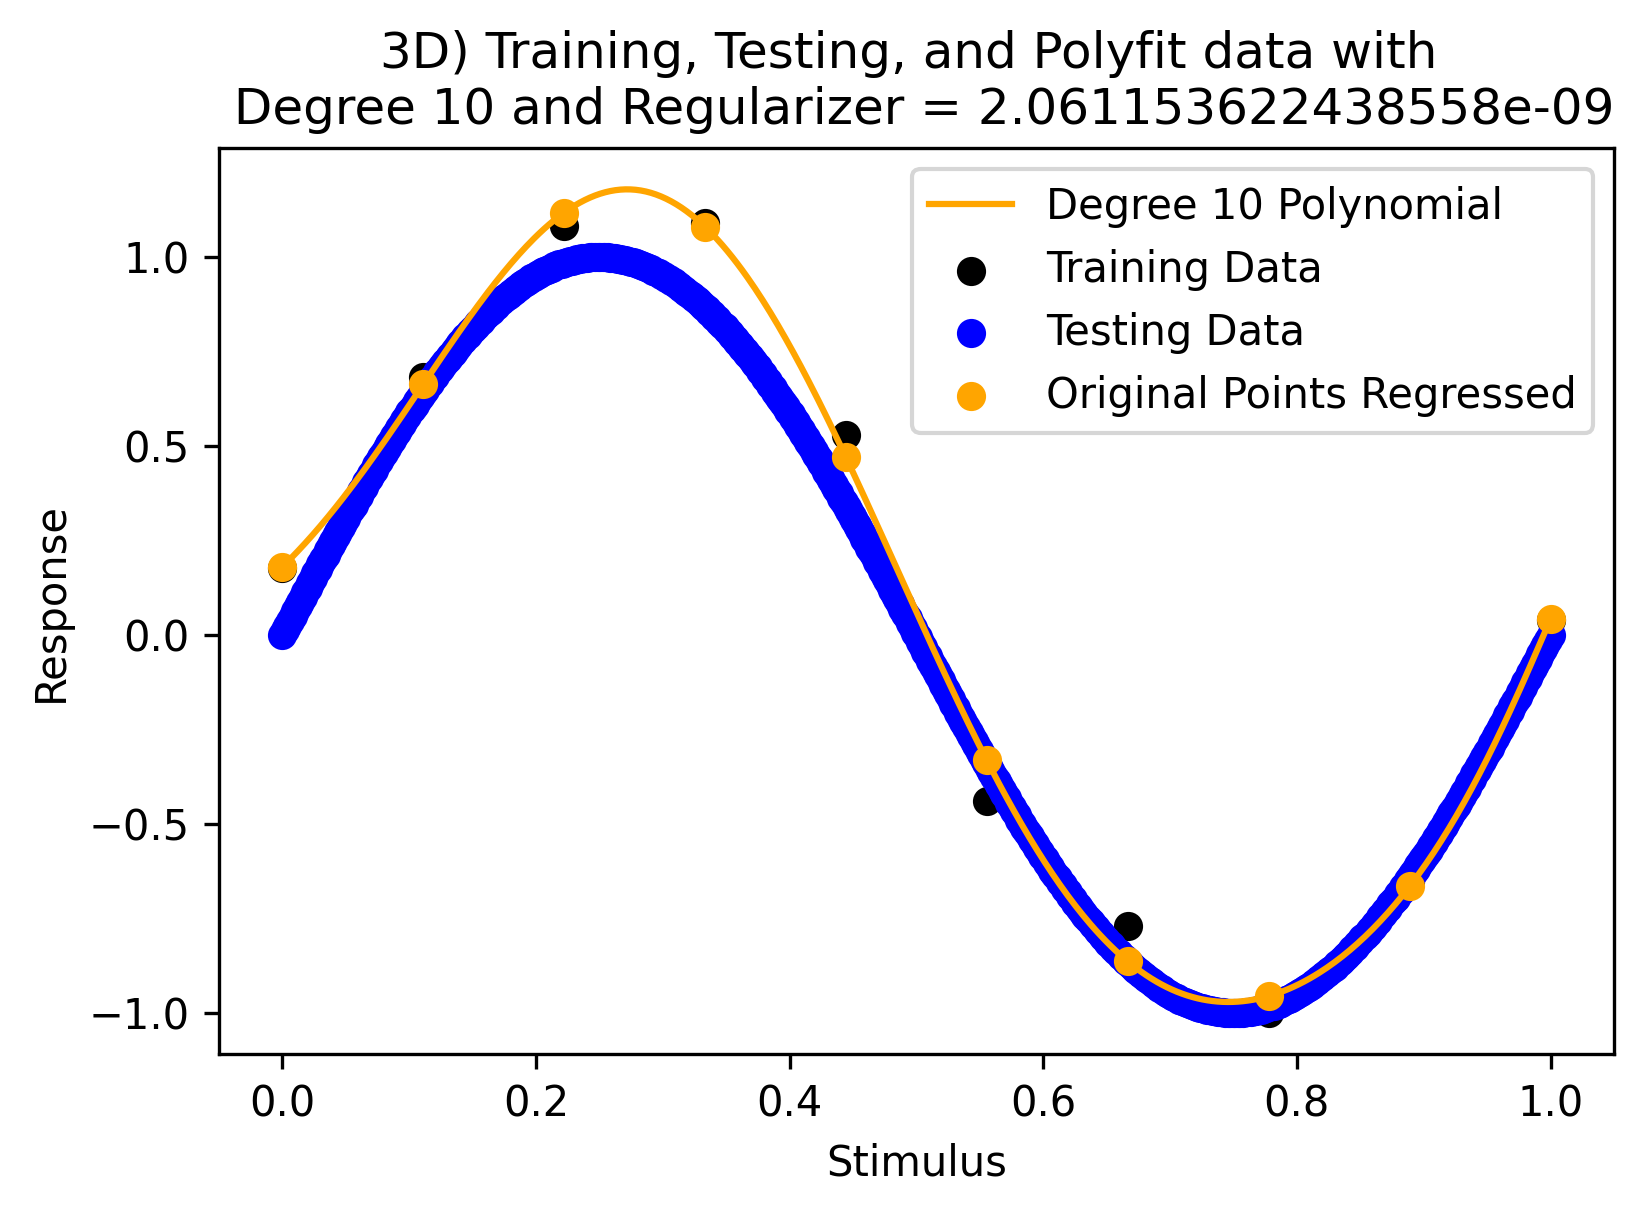 3D) Training, Testing, and Polyfit data with
Degree 10 and Regularizer = 2.061153622438558e-09
Degree 10 Polynomial
Training Data
Testing Data
Original Points Regressed
Response
1.0
0.5
0.0
−0.5
−1.0
0.0 0.2 0.4 0.6 0.8 1.0
Stimulus